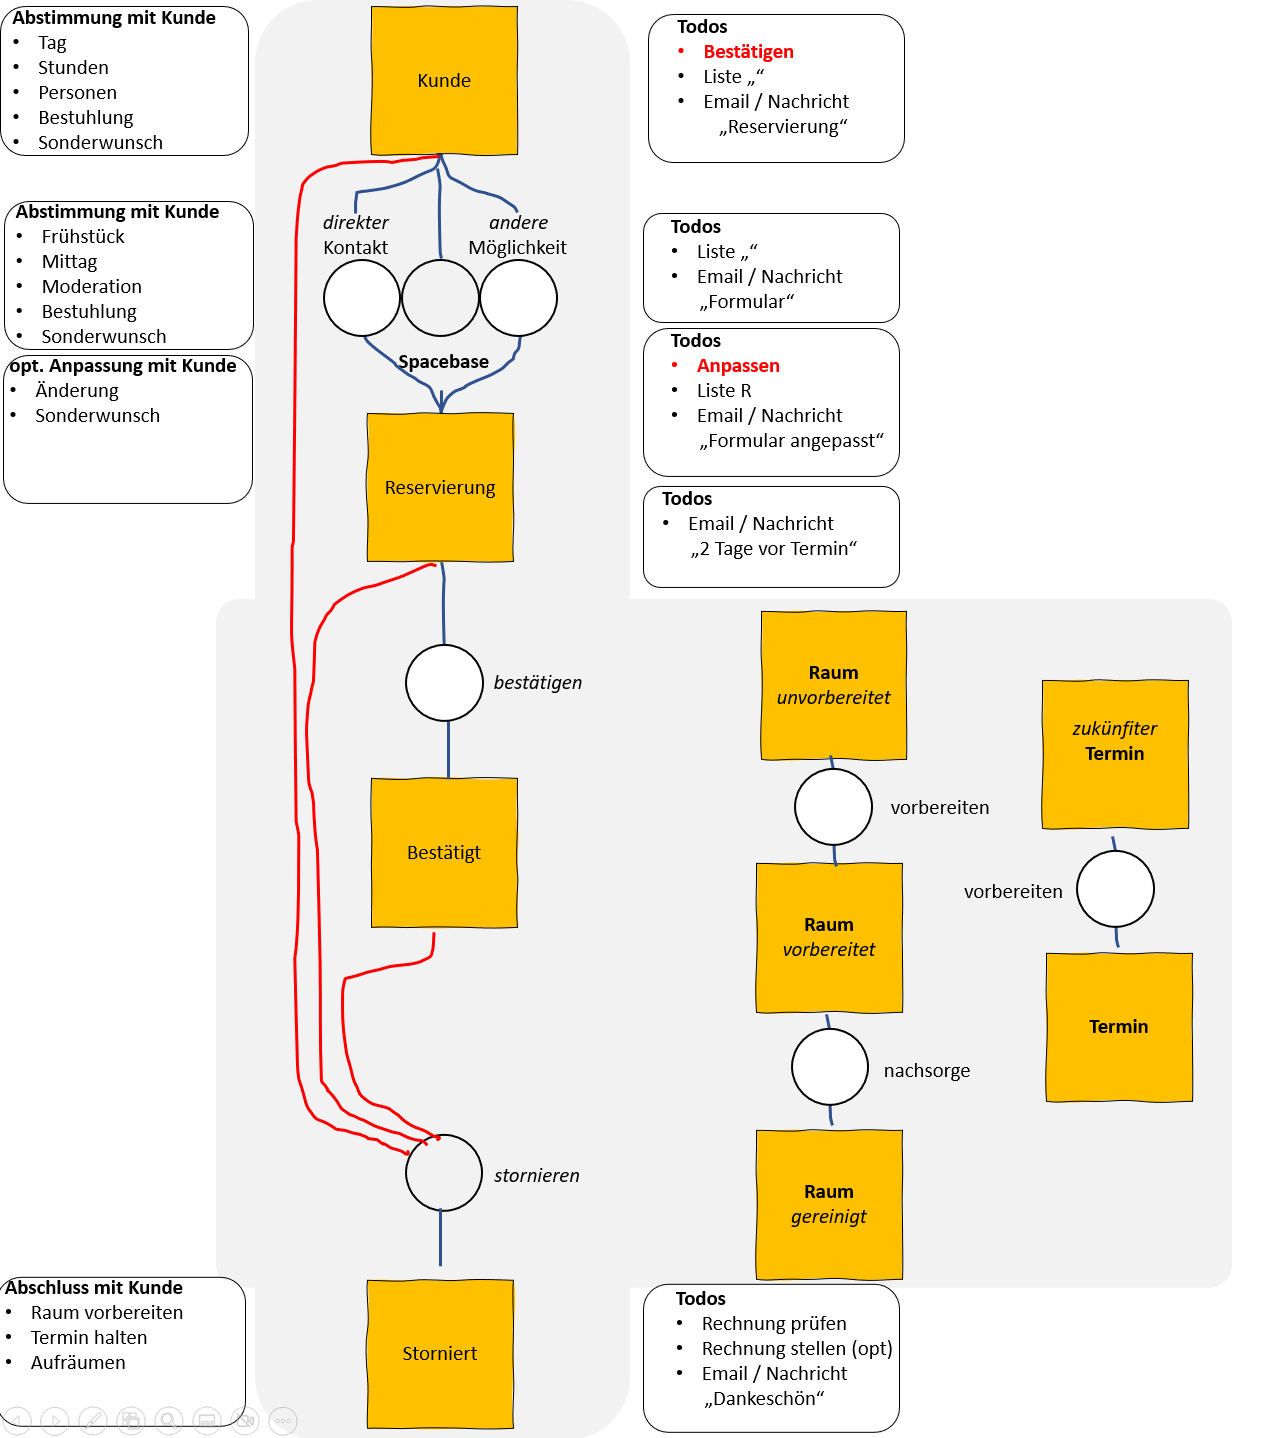 Abstimmung mit Kunde
• Tag
• Stunden
• Personen
• Bestuhlung
• Sonderwunsch
Kunde
Todos
• Bestätigen
• Liste „“
• Email / Nachricht
„Reservierung“
Abstimmung mit Kunde
• Frühstück
• Mittag
• Moderation
• Bestuhlung
• Sonderwunsch
direkter
Kontakt
andere
Möglichkeit
Spacebase
Todos
• Liste „“
• Email / Nachricht
„Formular“
opt. Anpassung mit Kunde
• Änderung
• Sonderwunsch
Todos
• Anpassen
• Liste R
• Email / Nachricht
„Formular angepasst“
Reservierung
Todos
• Email / Nachricht
„2 Tage vor Termin“
bestätigen
Bestätigt
stornieren
Storniert
Raum
unvorbereitet
vorbereiten
Raum
vorbereitet
nachsorge
Raum
gereinigt
zukünfiter
Termin
vorbereiten
Termin
Abschluss mit Kunde
• Raum vorbereiten
• Termin halten
• Aufräumen
Todos
• Rechnung prüfen
• Rechnung stellen (opt)
• Email / Nachricht
„Dankeschön“